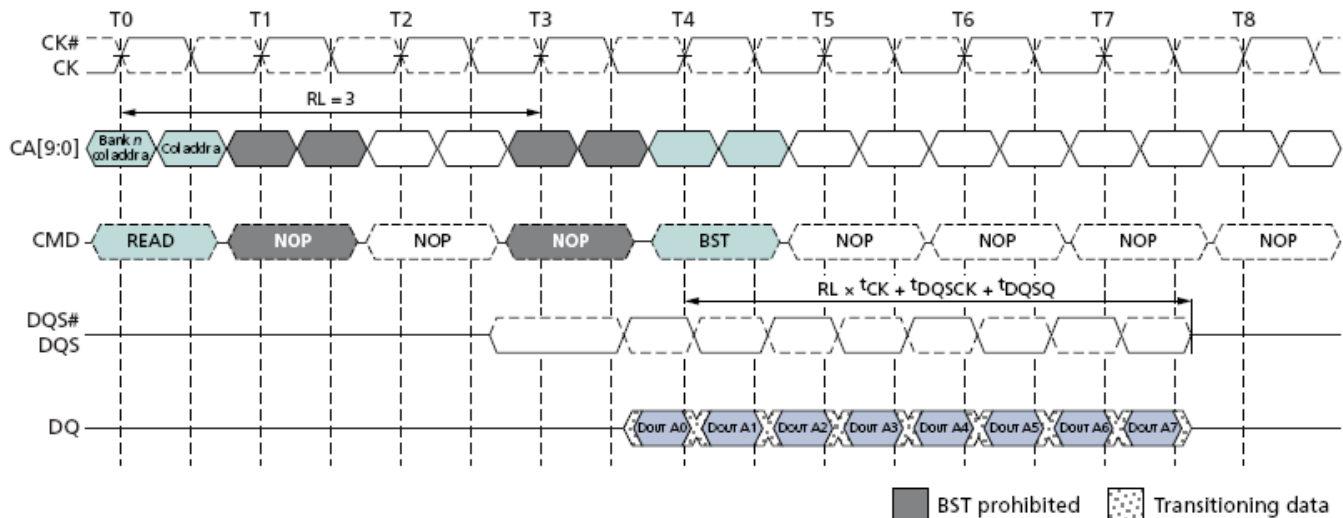 T0 T1 T2 T3 T4 T5 T6 T7 T8
CK#
CK
RL = 3
CA[9:0] Bank n col addr a Col addr a
CMD READ NOP NOP NOP BST NOP NOP NOP NOP
RL × tCK + tDQSCK + tDQSQ
DQS#
DQS
DQ DOUT A0 DOUT A1 DOUT A2 DOUT A3 DOUT A4 DOUT A5 DOUT A6 DOUT A7
BST prohibited Transitioning data